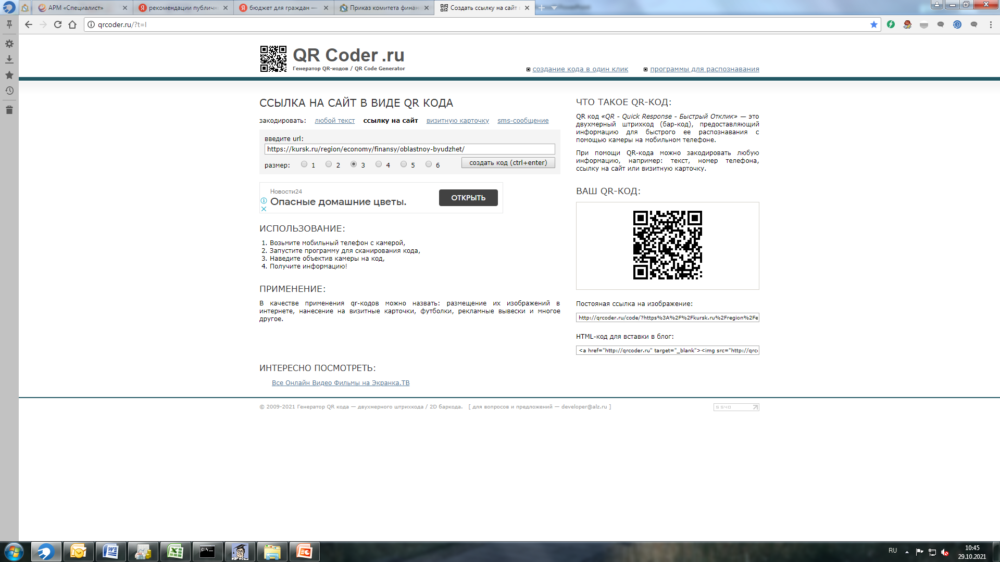 АРМ «Специалист»
рекомендации публичн
бюджет для граждан —
Приказ комитета финан
Создать ссылку на сайт
qrcoder.ru/?t=l
QR Coder.ru
Генератор QR-кодов / QR Code Generator
создание кода в один клик
программы для распознавания
ССЫЛКА НА САЙТ В ВИДЕ QR КОДА
закодировать: любой текст ссылку на сайт визитную карточку sms-сообщение
введите url:
https://kursk.ru/region/economy/finansy/oblastnoy-byudzhet/
размер: 1 2 3 4 5 6 создать код (ctrl+enter)
Новости24
Опасные домашние цветы.
ОТКРЫТЬ
ИСПОЛЬЗОВАНИЕ:
1. Возьмите мобильный телефон с камерой,
2. Запустите программу для сканирования кода,
3. Наведите объектив камеры на код,
4. Получите информацию!
ПРИМЕНЕНИЕ:
В качестве применения qr-кодов можно назвать: размещение их изображений в
интернете, нанесение на визитные карточки, футболки, рекламные вывески и многое
другое.
ИНТЕРЕСНО ПОСМОТРЕТЬ:
Все Онлайн Видео Фильмы на Экранка.ТВ
ЧТО ТАКОЕ QR-КОД:
QR код «QR - Quick Response - Быстрый Отклик» — это
двухмерный штрихкод (бар-код), предоставляющий
информацию для быстрого ее распознавания с
помощью камеры на мобильном телефоне.
При помощи QR-кода можно закодировать любую
информацию, например: текст, номер телефона,
ссылку на сайт или визитную карточку.
ВАШ QR-КОД:
Постояная ссылка на изображение:
http://qrcoder.ru/code/?https%3A%2F%2Fkursk.ru%2Fregion%2Fe
HTML-код для вставки в блог:
<a href="http://qrcoder.ru" target="_blank"><img src="http://qrc
© 2009-2021 Генератор QR кода — двухмерного штрихкода / 2D баркода. [ для вопросов и предложений — developer@alz.ru ]
5540
RU
10:45
29.10.2021